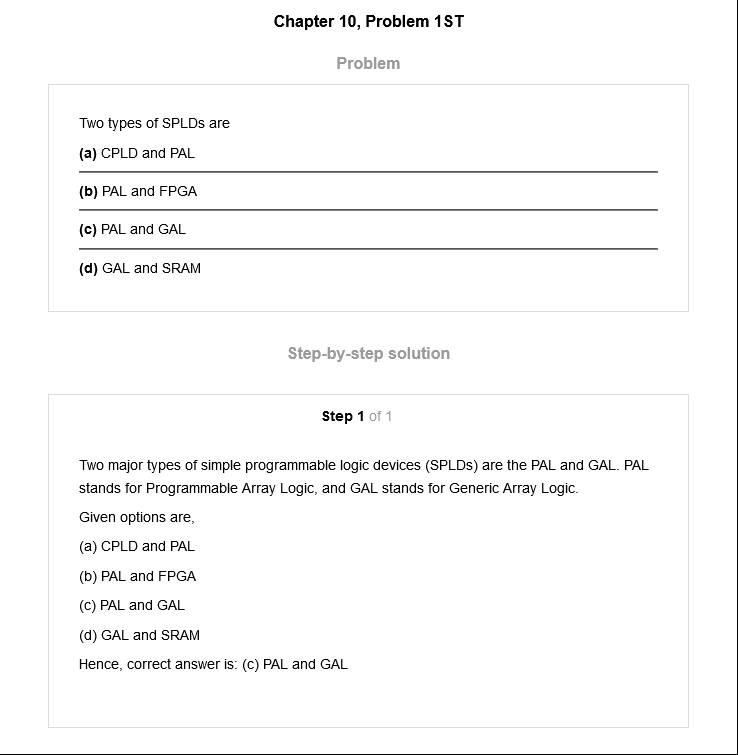 Chapter 10, Problem 1ST
Problem
Two types of SPLDs are
(a) CPLD and PAL
(b) PAL and FPGA
(c) PAL and GAL
(d) GAL and SRAM
Step-by-step solution
Step 1 of 1
Two major types of simple programmable logic devices (SPLDs) are the PAL and GAL. PAL
stands for Programmable Array Logic, and GAL stands for Generic Array Logic.
Given options are,
(a) CPLD and PAL
(b) PAL and FPGA
(c) PAL and GAL
(d) GAL and SRAM
Hence, correct answer is: (c) PAL and GAL